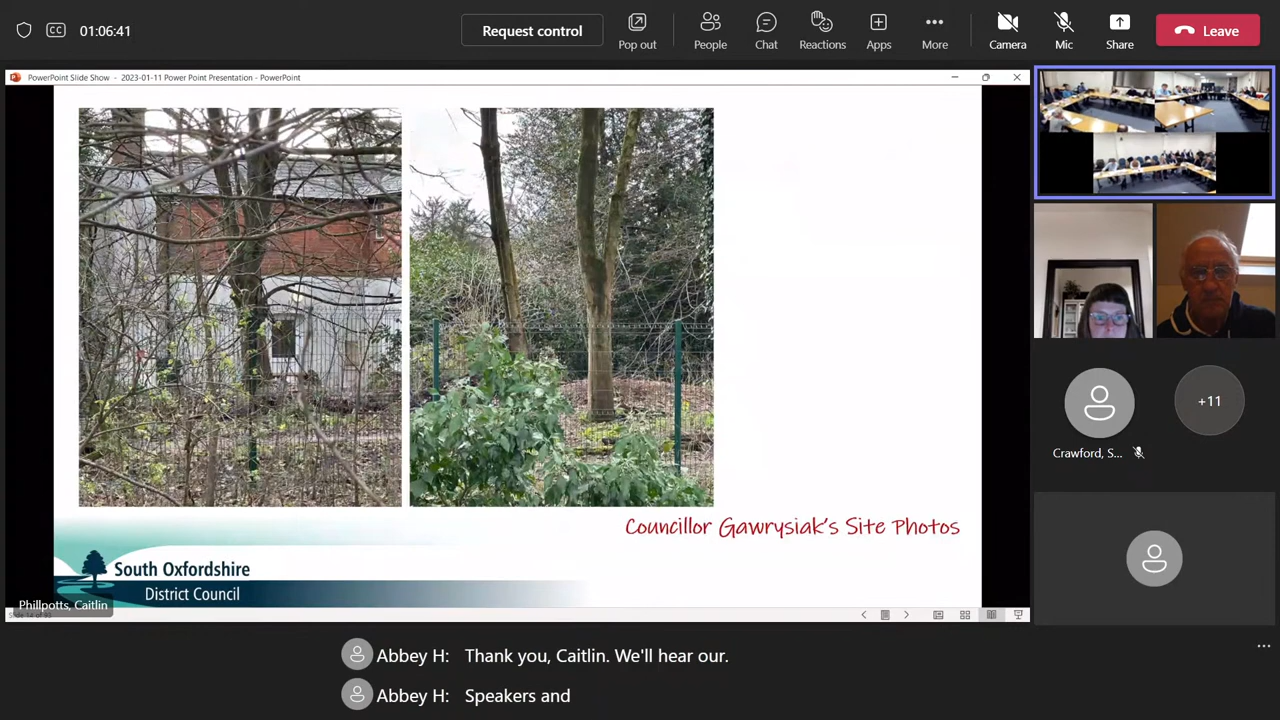 CC
01:06:41
Request control
Pop out
People
Chat
Reactions
Apps
More
Camera
Mic
Share
Leave
PowerPoint Slide Show - 2023-01-11 Power Point Presentation - PowerPoint
Councillor Gawrysiak's Site Photos
South Oxfordshire
District Council
Phillpotts, Caitlin
Crawford, S...
+11
Abbey H: Thank you, Caitlin. We'll hear our.
Abbey H: Speakers and